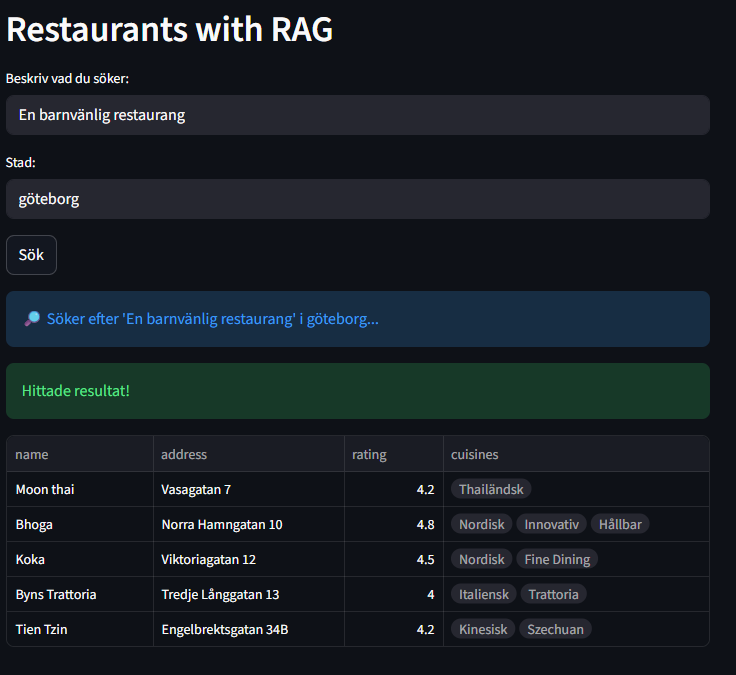 Restaurants with RAG
Beskriv vad du söker:
En barnvänlig restaurang
Stad:
göteborg
Sök
Söker efter 'En barnvänlig restaurang' i göteborg...
Hittade resultat!
name address rating cuisines
Moon thai Vasagatan 7 4.2 Thailändsk
Bhoga Norra Hamngatan 10 4.8 Nordisk Innovativ Hållbar
Koka Viktoriagatan 12 4.5 Nordisk Fine Dining
Byns Trattoria Tredje Långgatan 13 4 Italiensk Trattoria
Tien Tzin Engelbrektsgatan 34B 4.2 Kinesisk Szechuan